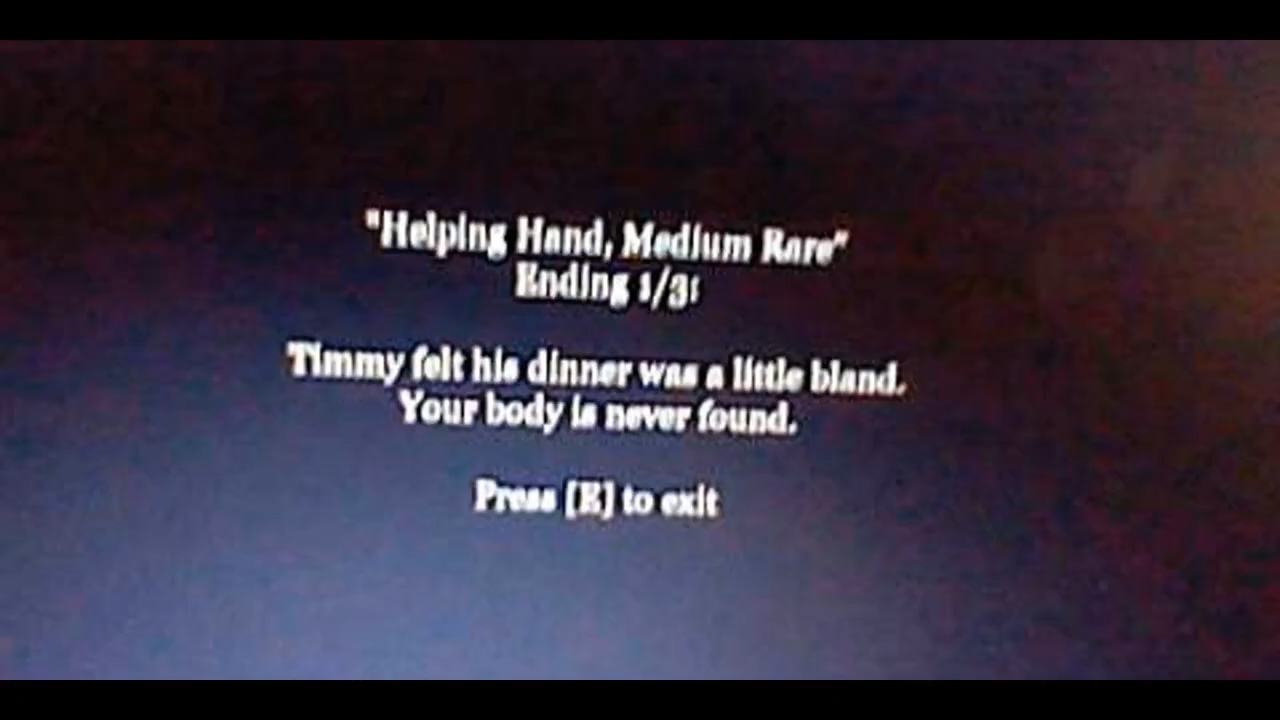 "Helping Hand, Medium Rare"
Ending 1/31
Timmy felt his dinner was a little bland.
Your body is never found.
Press [E] to exit